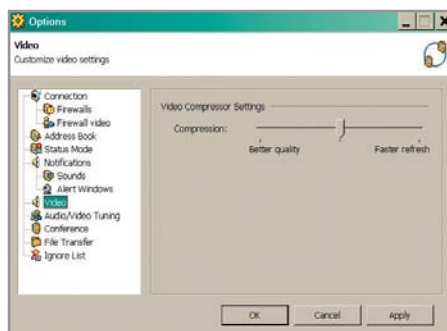 Options
Video
Customize video settings
Connection
Firewalls
Firewall video
Address Book
Status Mode
Notifications
Sounds
Alert Windows
Video
Audio/Video Tuning
Conference
File Transfer
Ignore List
Video Compressor Settings
Compression:
Better quality
Faster refresh
OK
Cancel
Apply